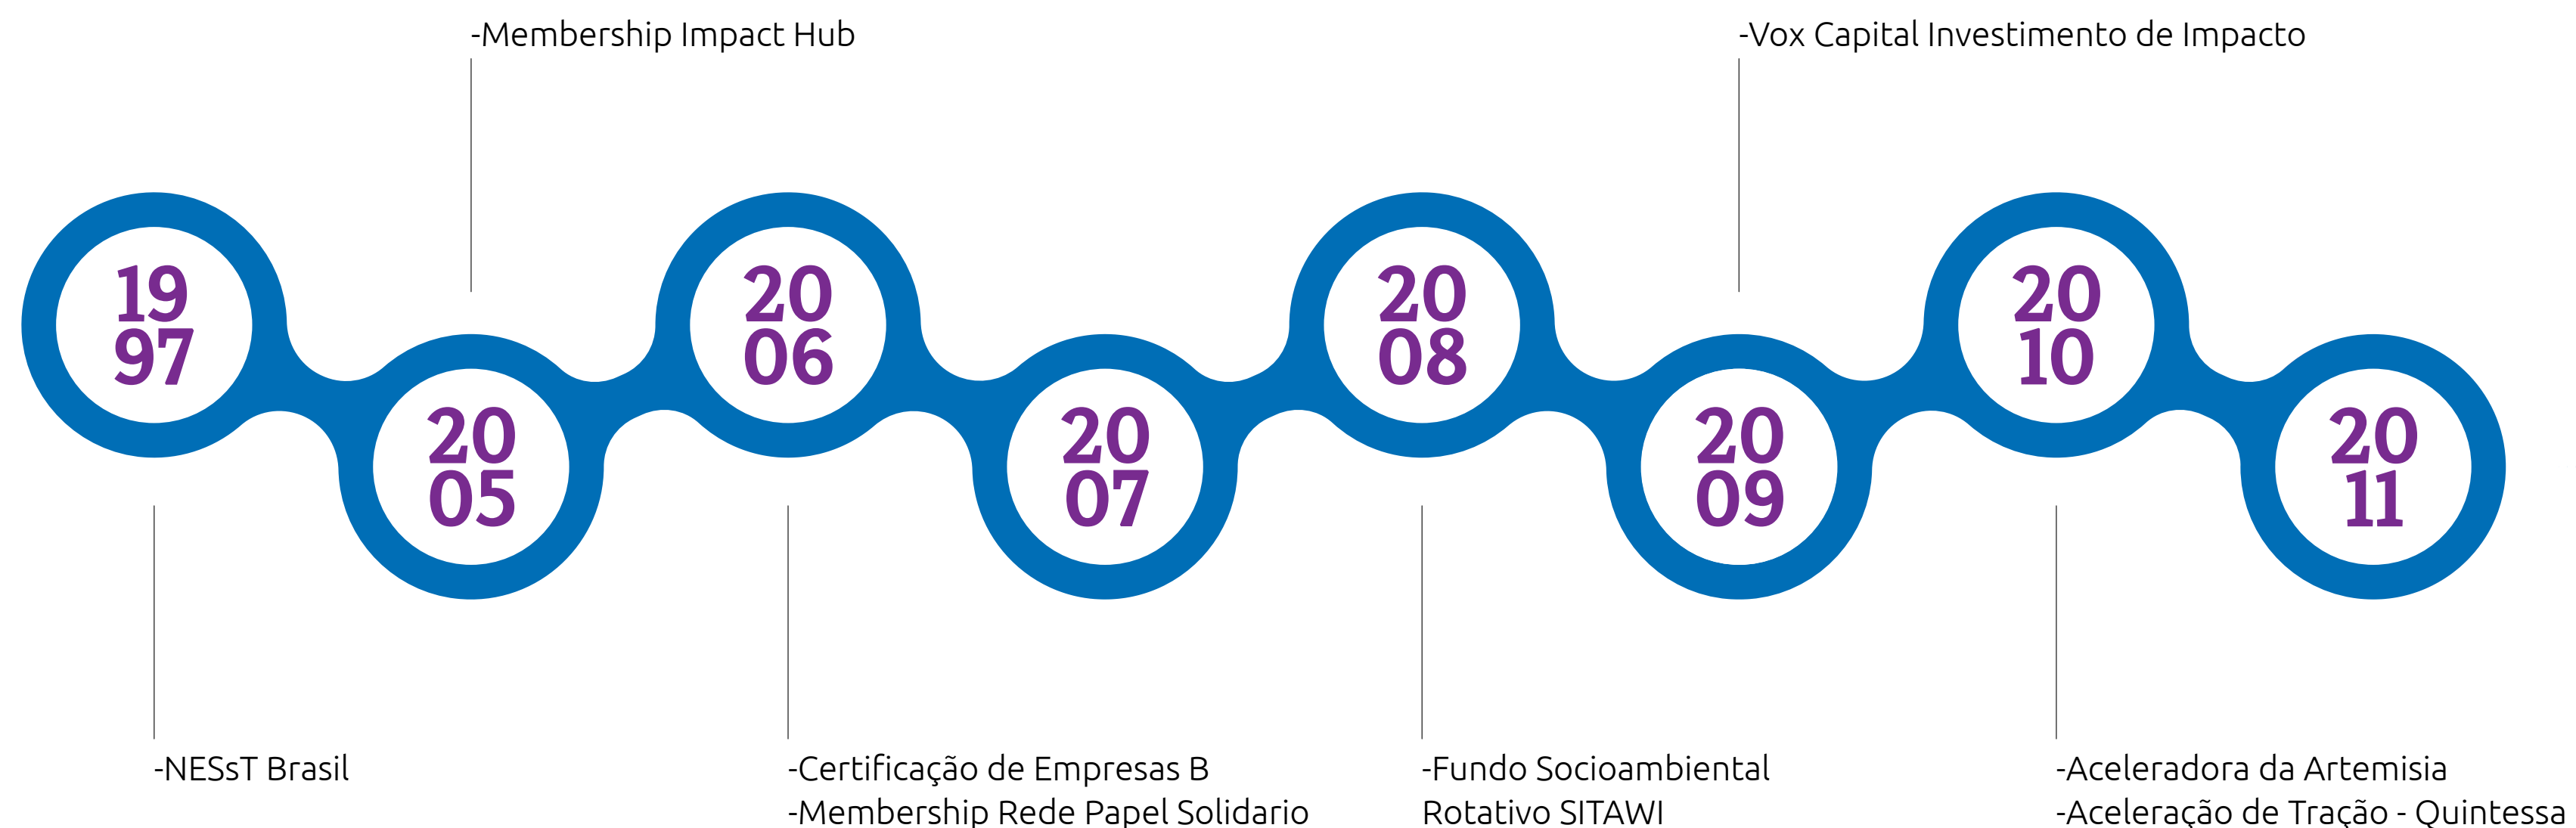 -Membership Impact Hub
-Vox Capital Investimento de Impacto
19
97
20
05
20
06
20
07
20
08
20
09
20
10
20
11
-NESsT Brasil
-Certificação de Empresas B
-Membership Rede Papel Solidario
-Fundo Socioambiental
Rotativo SITAWI
-Aceleradora da Artemisia
-Aceleração de Tração - Quintessa